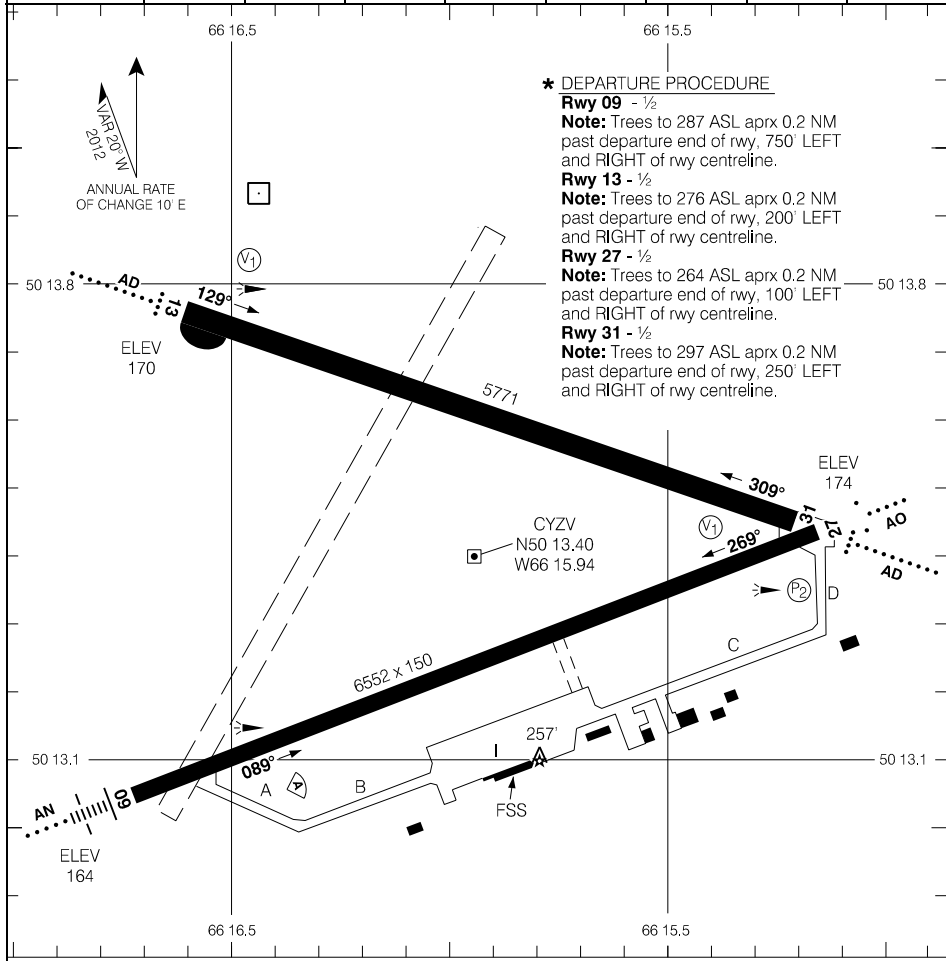 66 16.5
66 15.5
VAR 20° W
2012
ANNUAL RATE
OF CHANGE 10' E
* DEPARTURE PROCEDURE
Rwy 09 - ½
Note: Trees to 287 ASL aprx 0.2 NM
past departure end of rwy, 750' LEFT
and RIGHT of rwy centreline.
Rwy 13 - ½
Note: Trees to 276 ASL aprx 0.2 NM
past departure end of rwy, 200' LEFT
and RIGHT of rwy centreline.
Rwy 27 - ½
Note: Trees to 264 ASL aprx 0.2 NM
past departure end of rwy, 100' LEFT
and RIGHT of rwy centreline.
Rwy 31 - ½
Note: Trees to 297 ASL aprx 0.2 NM
past departure end of rwy, 250' LEFT
and RIGHT of rwy centreline.
V1
50 13.8
50 13.8
AD
13
129°
ELEV
170
5771
ELEV
174
309°
31
27
AO
AD
V1
269°
CYZV
N50 13.40
W66 15.94
P2
D
C
6552 x 150
257'
50 13.1
50 13.1
089°
09
A
A
B
I
FSS
AN
ELEV
164
66 16.5
66 15.5